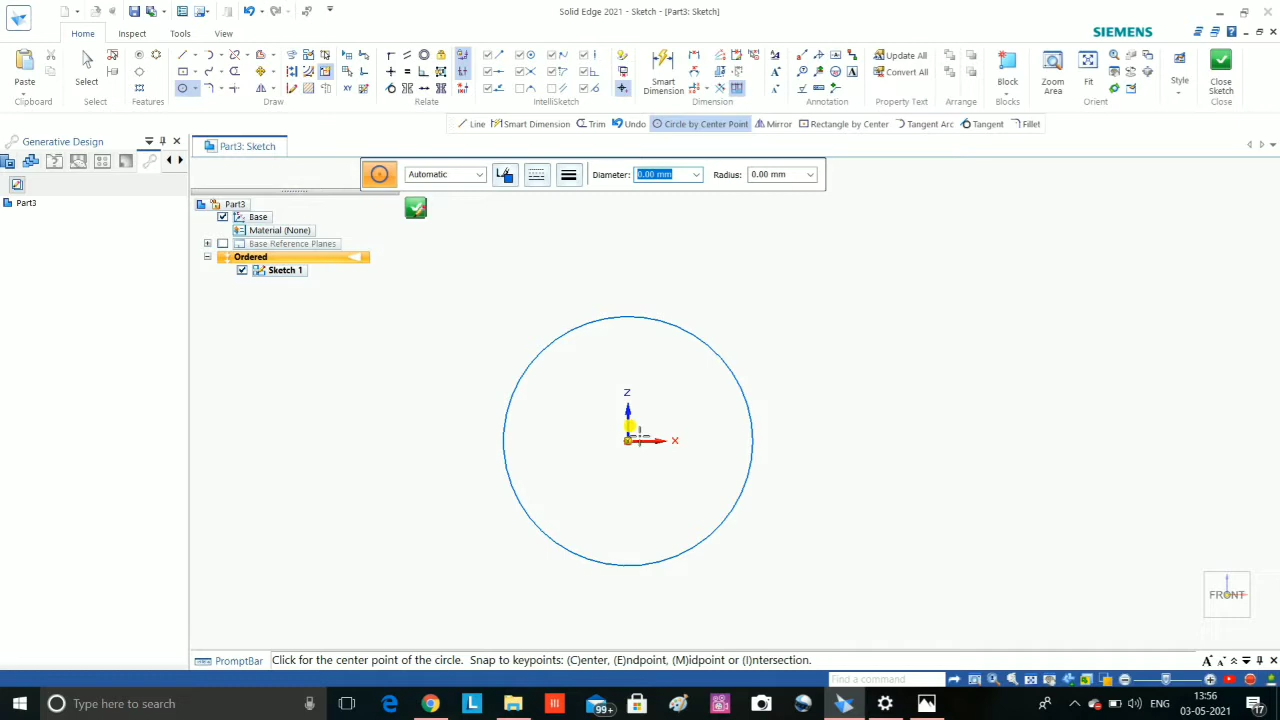 Solid Edge 2021 - Sketch - [Part3: Sketch]
Home
Inspect
Tools
View
SIEMENS
Paste
Select
Smart
Dimension
Update All
Convert All
Block
Zoom
Area
Fit
Style
Close
Sketch
Clipboard
Select
Features
Draw
Relate
IntelliSketch
Dimension
Annotation
Property Text
Arrange
Blocks
Orient
Close
Line
Smart Dimension
Trim
Undo
Circle by Center Point
Mirror
Rectangle by Center
Tangent Arc
Tangent
Fillet
Generative Design
Part3: Sketch
Automatic
Diameter:
0.00 mm
Radius:
0.00 mm
Part3
Part3
Base
Material (None)
Base Reference Planes
Ordered
Sketch 1
Z
X
FRONT
PromptBar
Click for the center point of the circle. Snap to keypoints: (C)enter, (E)ndpoint, (M)idpoint or (I)ntersection.
Find a command
Type here to search
99+
13:56
03-05-2021
17